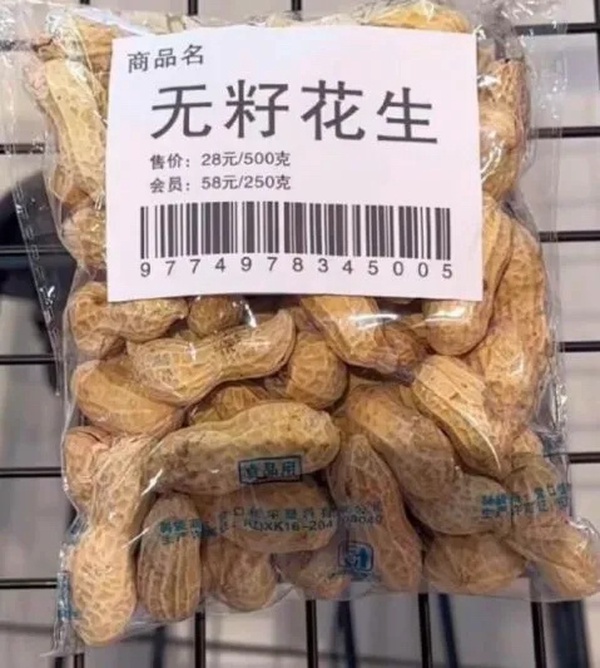 商品名
无籽花生
售价：28元/500克
会员：58元/250克
9774978345005
食品用